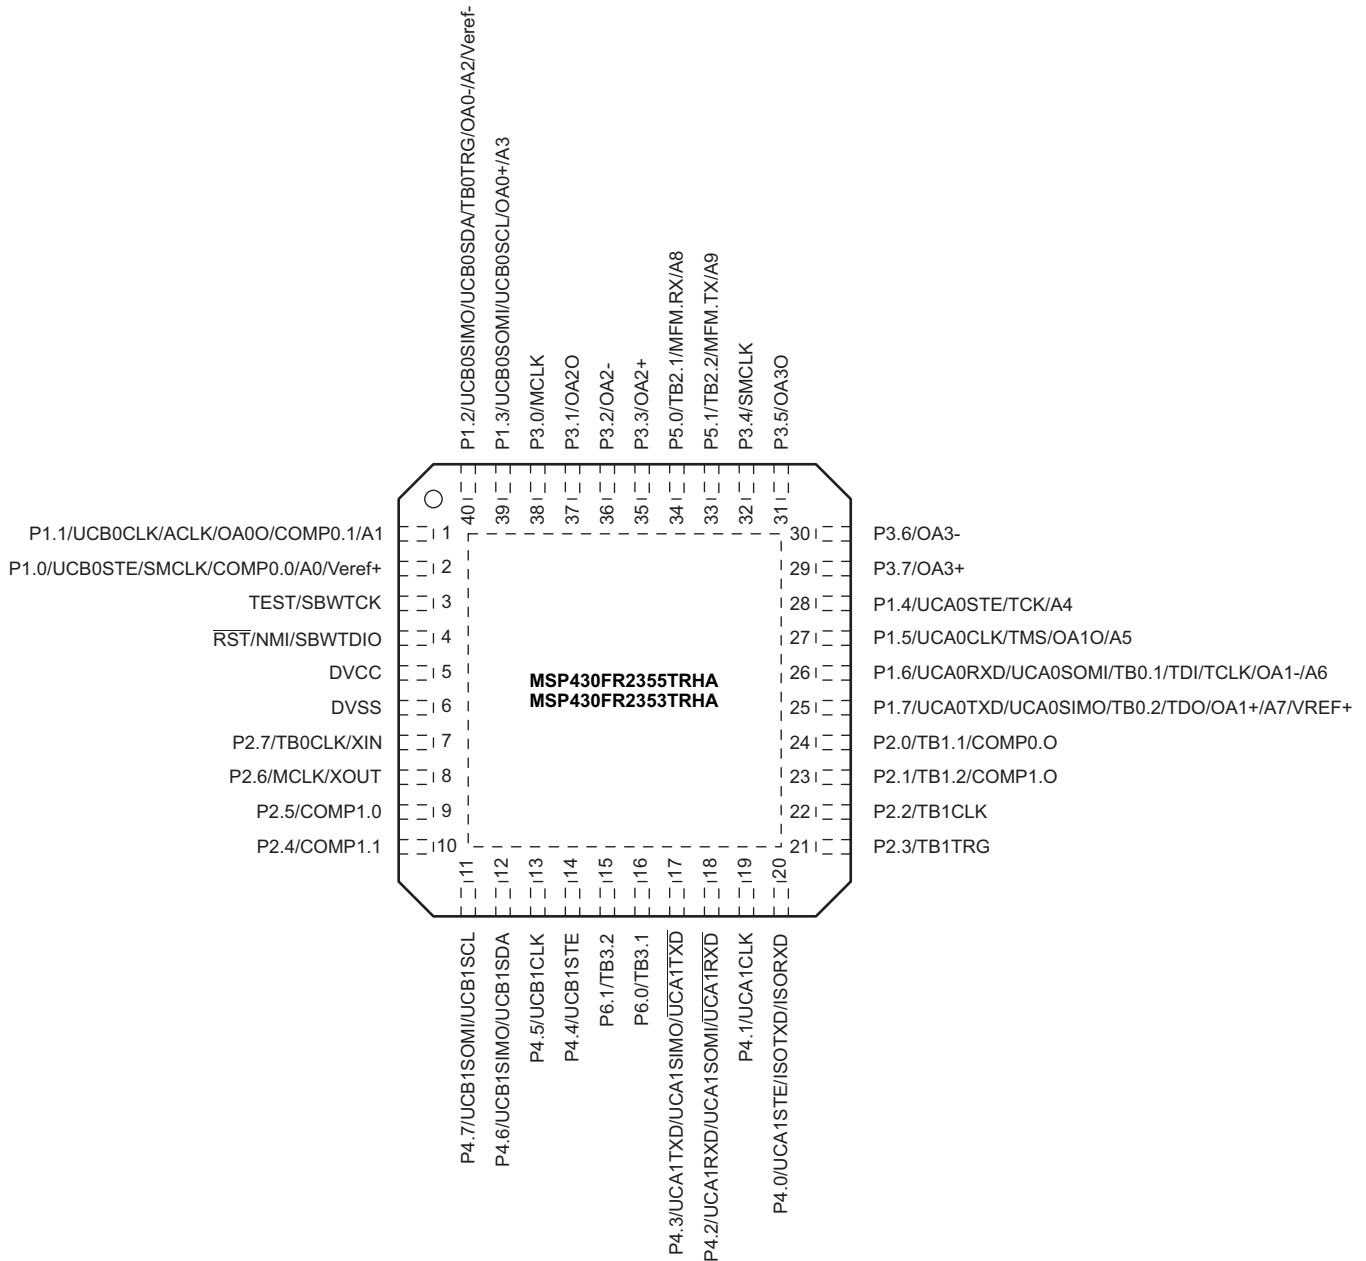 P1.2/UCB0SIMO/UCB0SDA/TB0TRG/OA0-/A2/Veref-
P1.3/UCB0SOMI/UCB0SCL/OA0+/A3
P3.0/MCLK
P3.1/OA2O
P3.2/OA2-
P3.3/OA2+
P5.0/TB2.1/MFM.RX/A8
P5.1/TB2.2/MFM.TX/A9
P3.4/SMCLK
P3.5/OA3O
40
39
38
37
36
35
34
33
32
31
P1.1/UCB0CLK/ACLK/OA0O/COMP0.1/A1 1
P1.0/UCB0STE/SMCLK/COMP0.0/A0/Veref+ 2
TEST/SBWTCK 3
R̅S̅T̅/NMI/SBWTDIO 4
DVCC 5
DVSS 6
P2.7/TB0CLK/XIN 7
P2.6/MCLK/XOUT 8
P2.5/COMP1.0 9
P2.4/COMP1.1 10
MSP430FR2355TRHA
MSP430FR2353TRHA
30 P3.6/OA3-
29 P3.7/OA3+
28 P1.4/UCA0STE/TCK/A4
27 P1.5/UCA0CLK/TMS/OA1O/A5
26 P1.6/UCA0RXD/UCA0SOMI/TB0.1/TDI/TCLK/OA1-/A6
25 P1.7/UCA0TXD/UCA0SIMO/TB0.2/TDO/OA1+/A7/VREF+
24 P2.0/TB1.1/COMP0.O
23 P2.1/TB1.2/COMP1.O
22 P2.2/TB1CLK
21 P2.3/TB1TRG
11
12
13
14
15
16
17
18
19
20
P4.7/UCB1SOMI/UCB1SCL
P4.6/UCB1SIMO/UCB1SDA
P4.5/UCB1CLK
P4.4/UCB1STE
P6.1/TB3.2
P6.0/TB3.1
P4.3/UCA1TXD/UCA1SIMO/U̅C̅A̅1̅T̅X̅D̅
P4.2/UCA1RXD/UCA1SOMI/U̅C̅A̅1̅R̅X̅D̅
P4.1/UCA1CLK
P4.0/UCA1STE/ISOTXD/ISORXD